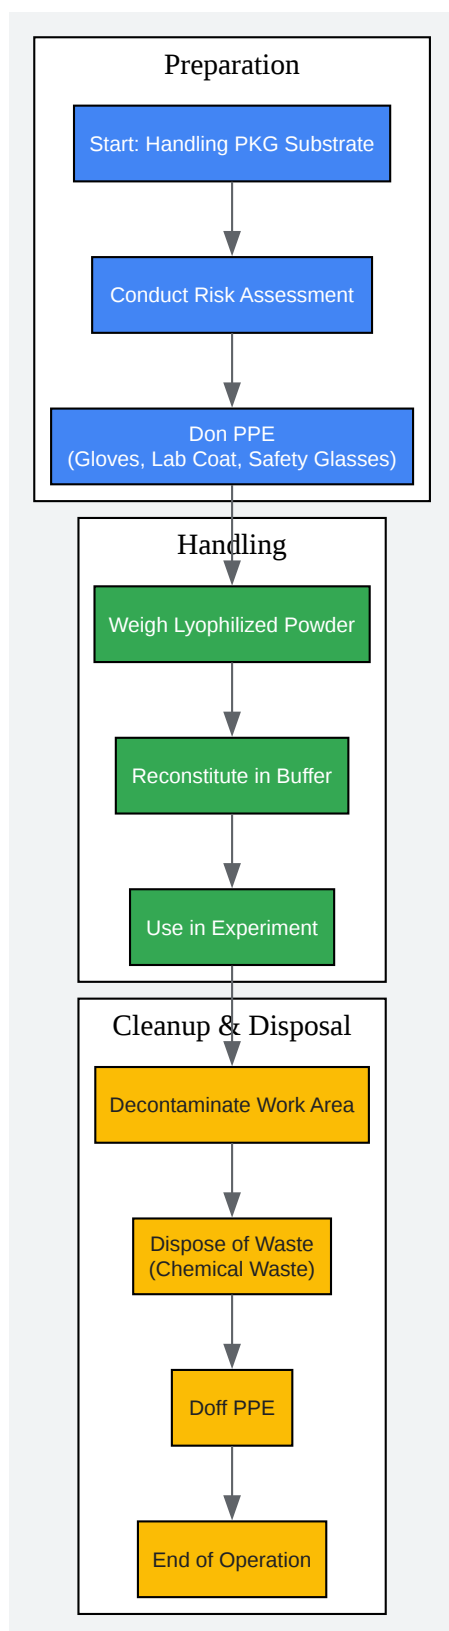 Preparation
Start: Handling PKG Substrate
Conduct Risk Assessment
Don PPE
(Gloves, Lab Coat, Safety Glasses)
Handling
Weigh Lyophilized Powder
Reconstitute in Buffer
Use in Experiment
Cleanup & Disposal
Decontaminate Work Area
Dispose of Waste
(Chemical Waste)
Doff PPE
End of Operation